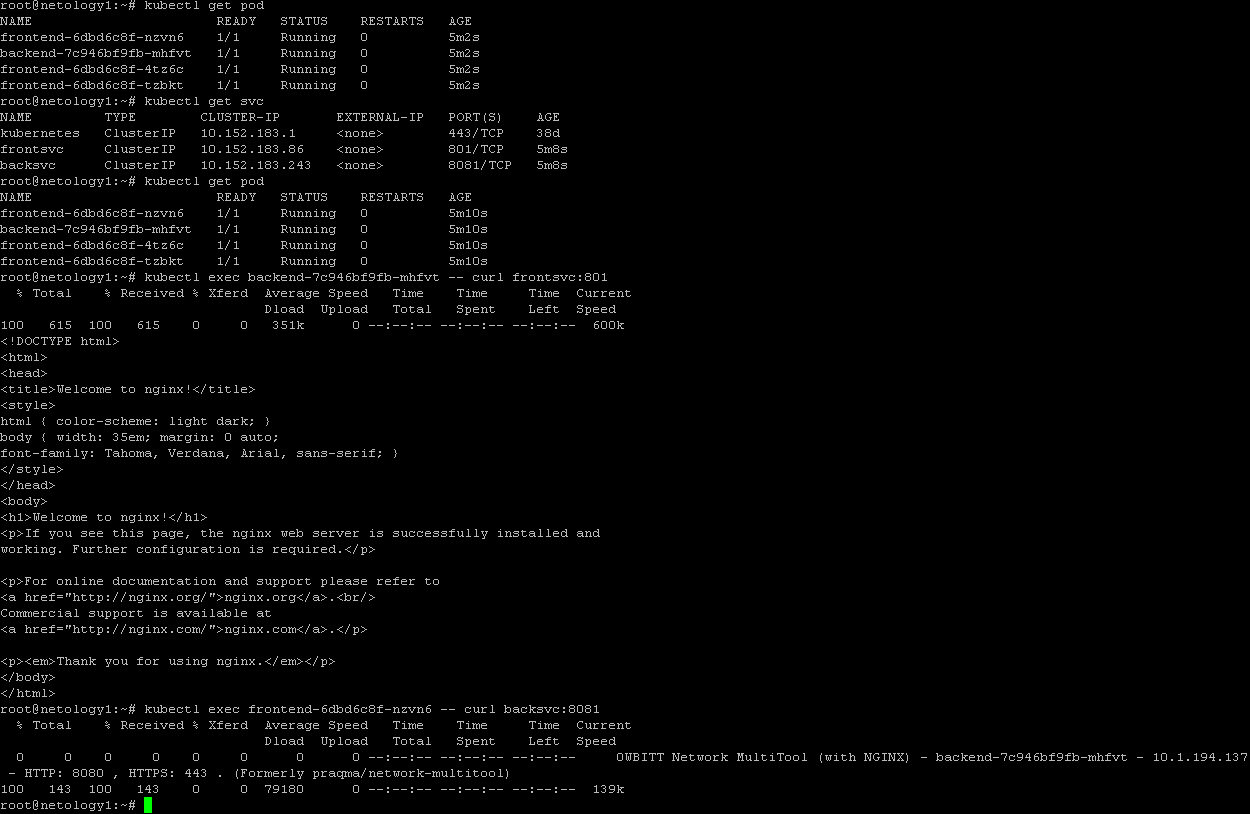 root@netology1:~# kubectl get pod
NAME                       READY   STATUS    RESTARTS   AGE
frontend-6dbd6c8f-nzvn6    1/1     Running   0          5m2s
backend-7c946bf9fb-mhfvt   1/1     Running   0          5m2s
frontend-6dbd6c8f-4tz6c    1/1     Running   0          5m2s
frontend-6dbd6c8f-tzbkt    1/1     Running   0          5m2s
root@netology1:~# kubectl get svc
NAME         TYPE        CLUSTER-IP       EXTERNAL-IP   PORT(S)    AGE
kubernetes   ClusterIP   10.152.183.1     <none>        443/TCP    38d
frontsvc     ClusterIP   10.152.183.86    <none>        801/TCP    5m8s
backsvc      ClusterIP   10.152.183.243   <none>        8081/TCP   5m8s
root@netology1:~# kubectl get pod
NAME                       READY   STATUS    RESTARTS   AGE
frontend-6dbd6c8f-nzvn6    1/1     Running   0          5m10s
backend-7c946bf9fb-mhfvt   1/1     Running   0          5m10s
frontend-6dbd6c8f-4tz6c    1/1     Running   0          5m10s
frontend-6dbd6c8f-tzbkt    1/1     Running   0          5m10s
root@netology1:~# kubectl exec backend-7c946bf9fb-mhfvt -- curl frontsvc:801
  % Total    % Received % Xferd  Average Speed   Time    Time     Time  Current
                                 Dload  Upload   Total   Spent    Left  Speed
100   615  100   615    0     0   351k      0 --:--:-- --:--:-- --:--:--  600k
<!DOCTYPE html>
<html>
<head>
<title>Welcome to nginx!</title>
<style>
html { color-scheme: light dark; }
body { width: 35em; margin: 0 auto;
font-family: Tahoma, Verdana, Arial, sans-serif; }
</style>
</head>
<body>
<h1>Welcome to nginx!</h1>
<p>If you see this page, the nginx web server is successfully installed and
working. Further configuration is required.</p>

<p>For online documentation and support please refer to
<a href="http://nginx.org/">nginx.org</a>.<br/>
Commercial support is available at
<a href="http://nginx.com/">nginx.com</a>.</p>

<p><em>Thank you for using nginx.</em></p>
</body>
</html>
root@netology1:~# kubectl exec frontend-6dbd6c8f-nzvn6 -- curl backsvc:8081
  % Total    % Received % Xferd  Average Speed   Time    Time     Time  Current
                                 Dload  Upload   Total   Spent    Left  Speed
  0     0    0     0    0     0      0      0 --:--:-- --:--:-- --:--:--     0WBITT Network MultiTool (with NGINX) - backend-7c946bf9fb-mhfvt - 10.1.194.137
 - HTTP: 8080 , HTTPS: 443 . (Formerly praqma/network-multitool)
100   143  100   143    0     0  79180      0 --:--:-- --:--:-- --:--:--  139k
root@netology1:~#